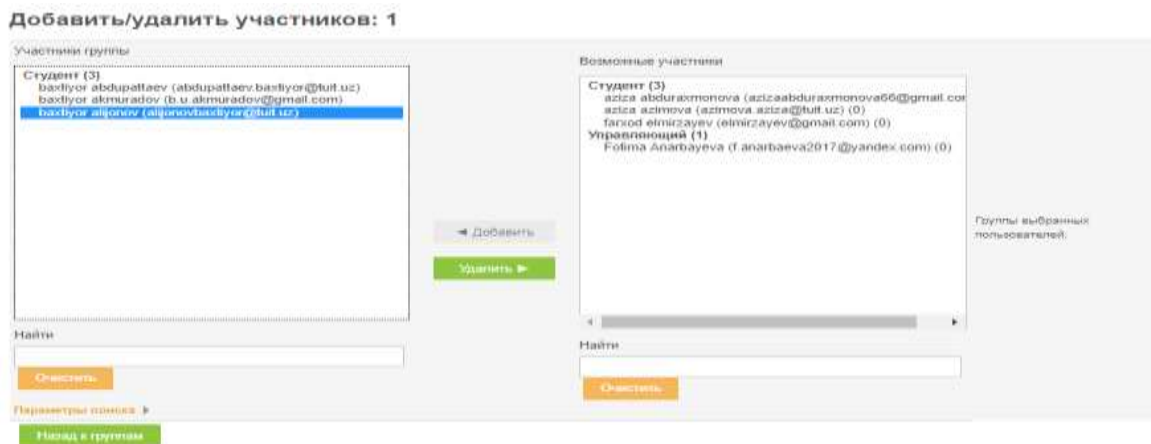 Добавить/удалить участников: 1
Участники группы
Студент (3)
baxtiyor abdupattaev (abdupattaev.baxtiyor@tuit.uz)
baxtiyor akmuradov (b.u.akmuradov@gmail.com)
baxtiyor alijonov (alijonovbaxtiyor@tuit.uz)
Найти
Очистить
Параметры поиска
Назад к группам
◄ Добавить
Удалить ►
Возможные участники
Студент (3)
aziza abduraxmonova (azizaabduraxmonova66@gmail.com
aziza azimova (azimova.aziza@tuit.uz) (0)
farxod elmirzayev (elmirzayev@gmail.com) (0)
Управляющий (1)
Fotima Anarbayeva (f.anarbaeva2017@yandex.com) (0)
Найти
Очистить
Группы выбранных
пользователей: